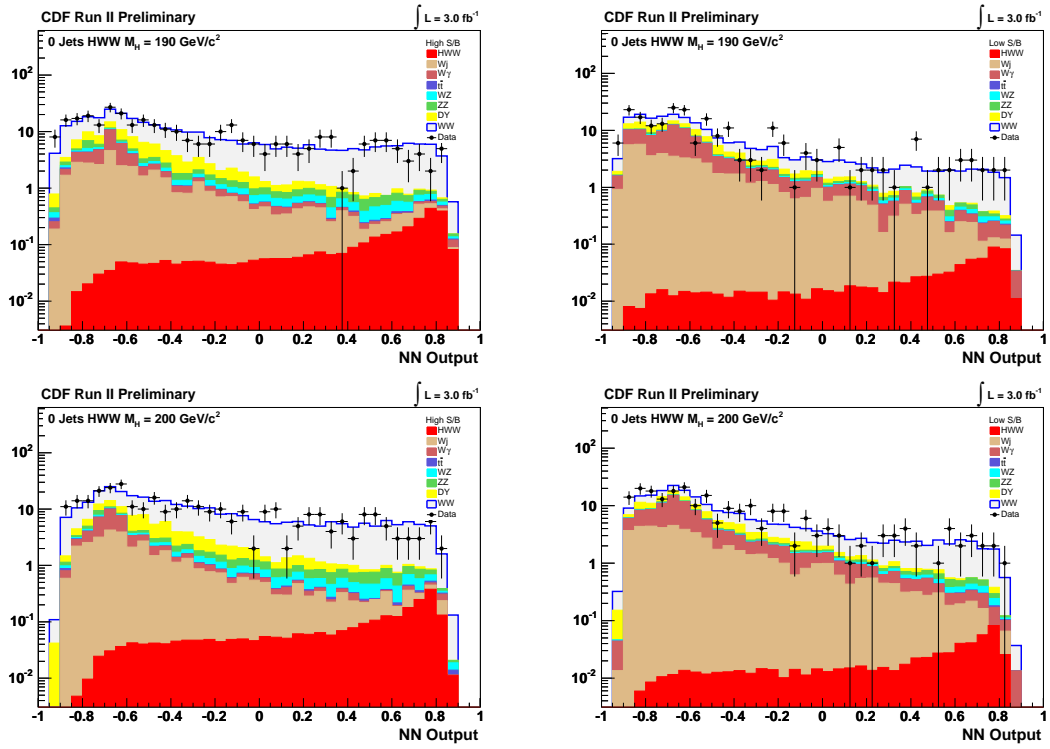 CDF Run II Preliminary
∫ L = 3.0 fb⁻¹
0 Jets HWW M_H = 190 GeV/c²
High S/B
HWW
Wj
Wγ
tt̄
WZ
ZZ
DY
WW
Data
10²
10
1
10⁻¹
10⁻²
-1 -0.8 -0.6 -0.4 -0.2 0 0.2 0.4 0.6 0.8 1
NN Output
CDF Run II Preliminary
∫ L = 3.0 fb⁻¹
0 Jets HWW M_H = 190 GeV/c²
Low S/B
HWW
Wj
Wγ
tt̄
WZ
ZZ
DY
WW
Data
10²
10
1
10⁻¹
10⁻²
-1 -0.8 -0.6 -0.4 -0.2 0 0.2 0.4 0.6 0.8 1
NN Output
CDF Run II Preliminary
∫ L = 3.0 fb⁻¹
0 Jets HWW M_H = 200 GeV/c²
High S/B
HWW
Wj
Wγ
tt̄
WZ
ZZ
DY
WW
Data
10²
10
1
10⁻¹
10⁻²
-1 -0.8 -0.6 -0.4 -0.2 0 0.2 0.4 0.6 0.8 1
NN Output
CDF Run II Preliminary
∫ L = 3.0 fb⁻¹
0 Jets HWW M_H = 200 GeV/c²
Low S/B
HWW
Wj
Wγ
tt̄
WZ
ZZ
DY
WW
Data
10²
10
1
10⁻¹
10⁻²
-1 -0.8 -0.6 -0.4 -0.2 0 0.2 0.4 0.6 0.8 1
NN Output